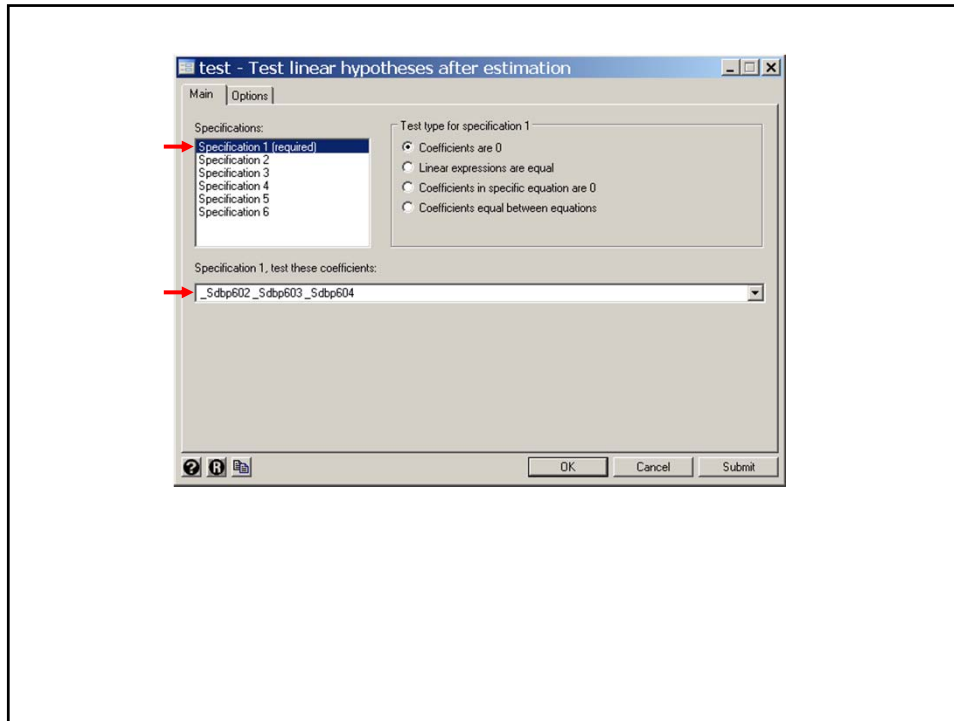 test - Test linear hypotheses after estimation
Main
Options
Specifications:
Specification 1 (required)
Specification 2
Specification 3
Specification 4
Specification 5
Specification 6
Test type for specification 1
Coefficients are 0
Linear expressions are equal
Coefficients in specific equation are 0
Coefficients equal between equations
Specification 1, test these coefficients:
_Sdbp602 _Sdbp603 _Sdbp604
? R
OK
Cancel
Submit